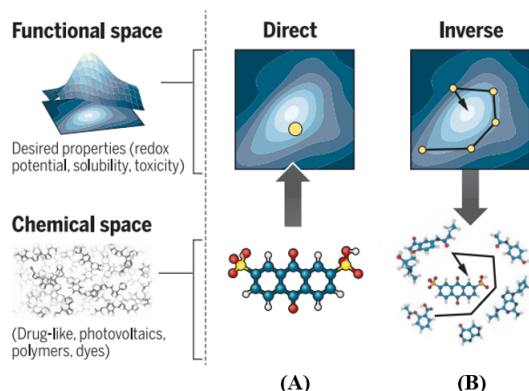 Functional space
Direct
Inverse
Desired properties (redox
potential, solubility, toxicity)
Chemical space
(Drug-like, photovoltaics,
polymers, dyes)
(A)
(B)